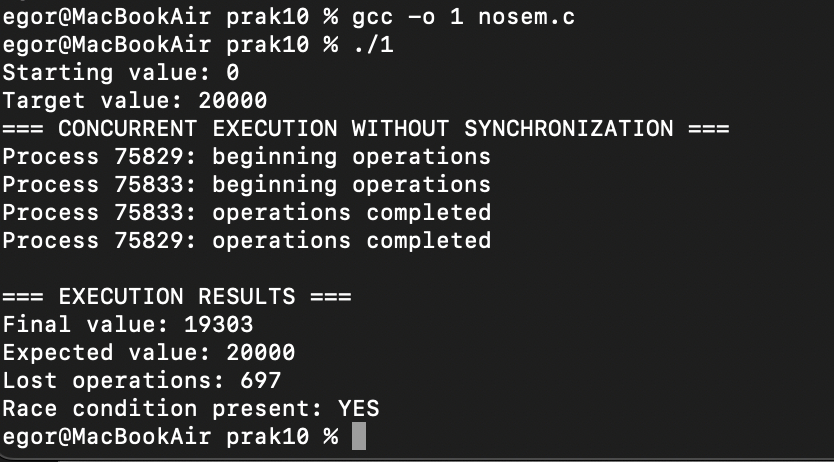 egor@MacBookAir prak10 % gcc -o 1 nosem.c
egor@MacBookAir prak10 % ./1
Starting value: 0
Target value: 20000
=== CONCURRENT EXECUTION WITHOUT SYNCHRONIZATION ===
Process 75829: beginning operations
Process 75833: beginning operations
Process 75833: operations completed
Process 75829: operations completed
=== EXECUTION RESULTS ===
Final value: 19303
Expected value: 20000
Lost operations: 697
Race condition present: YES
egor@MacBookAir prak10 %